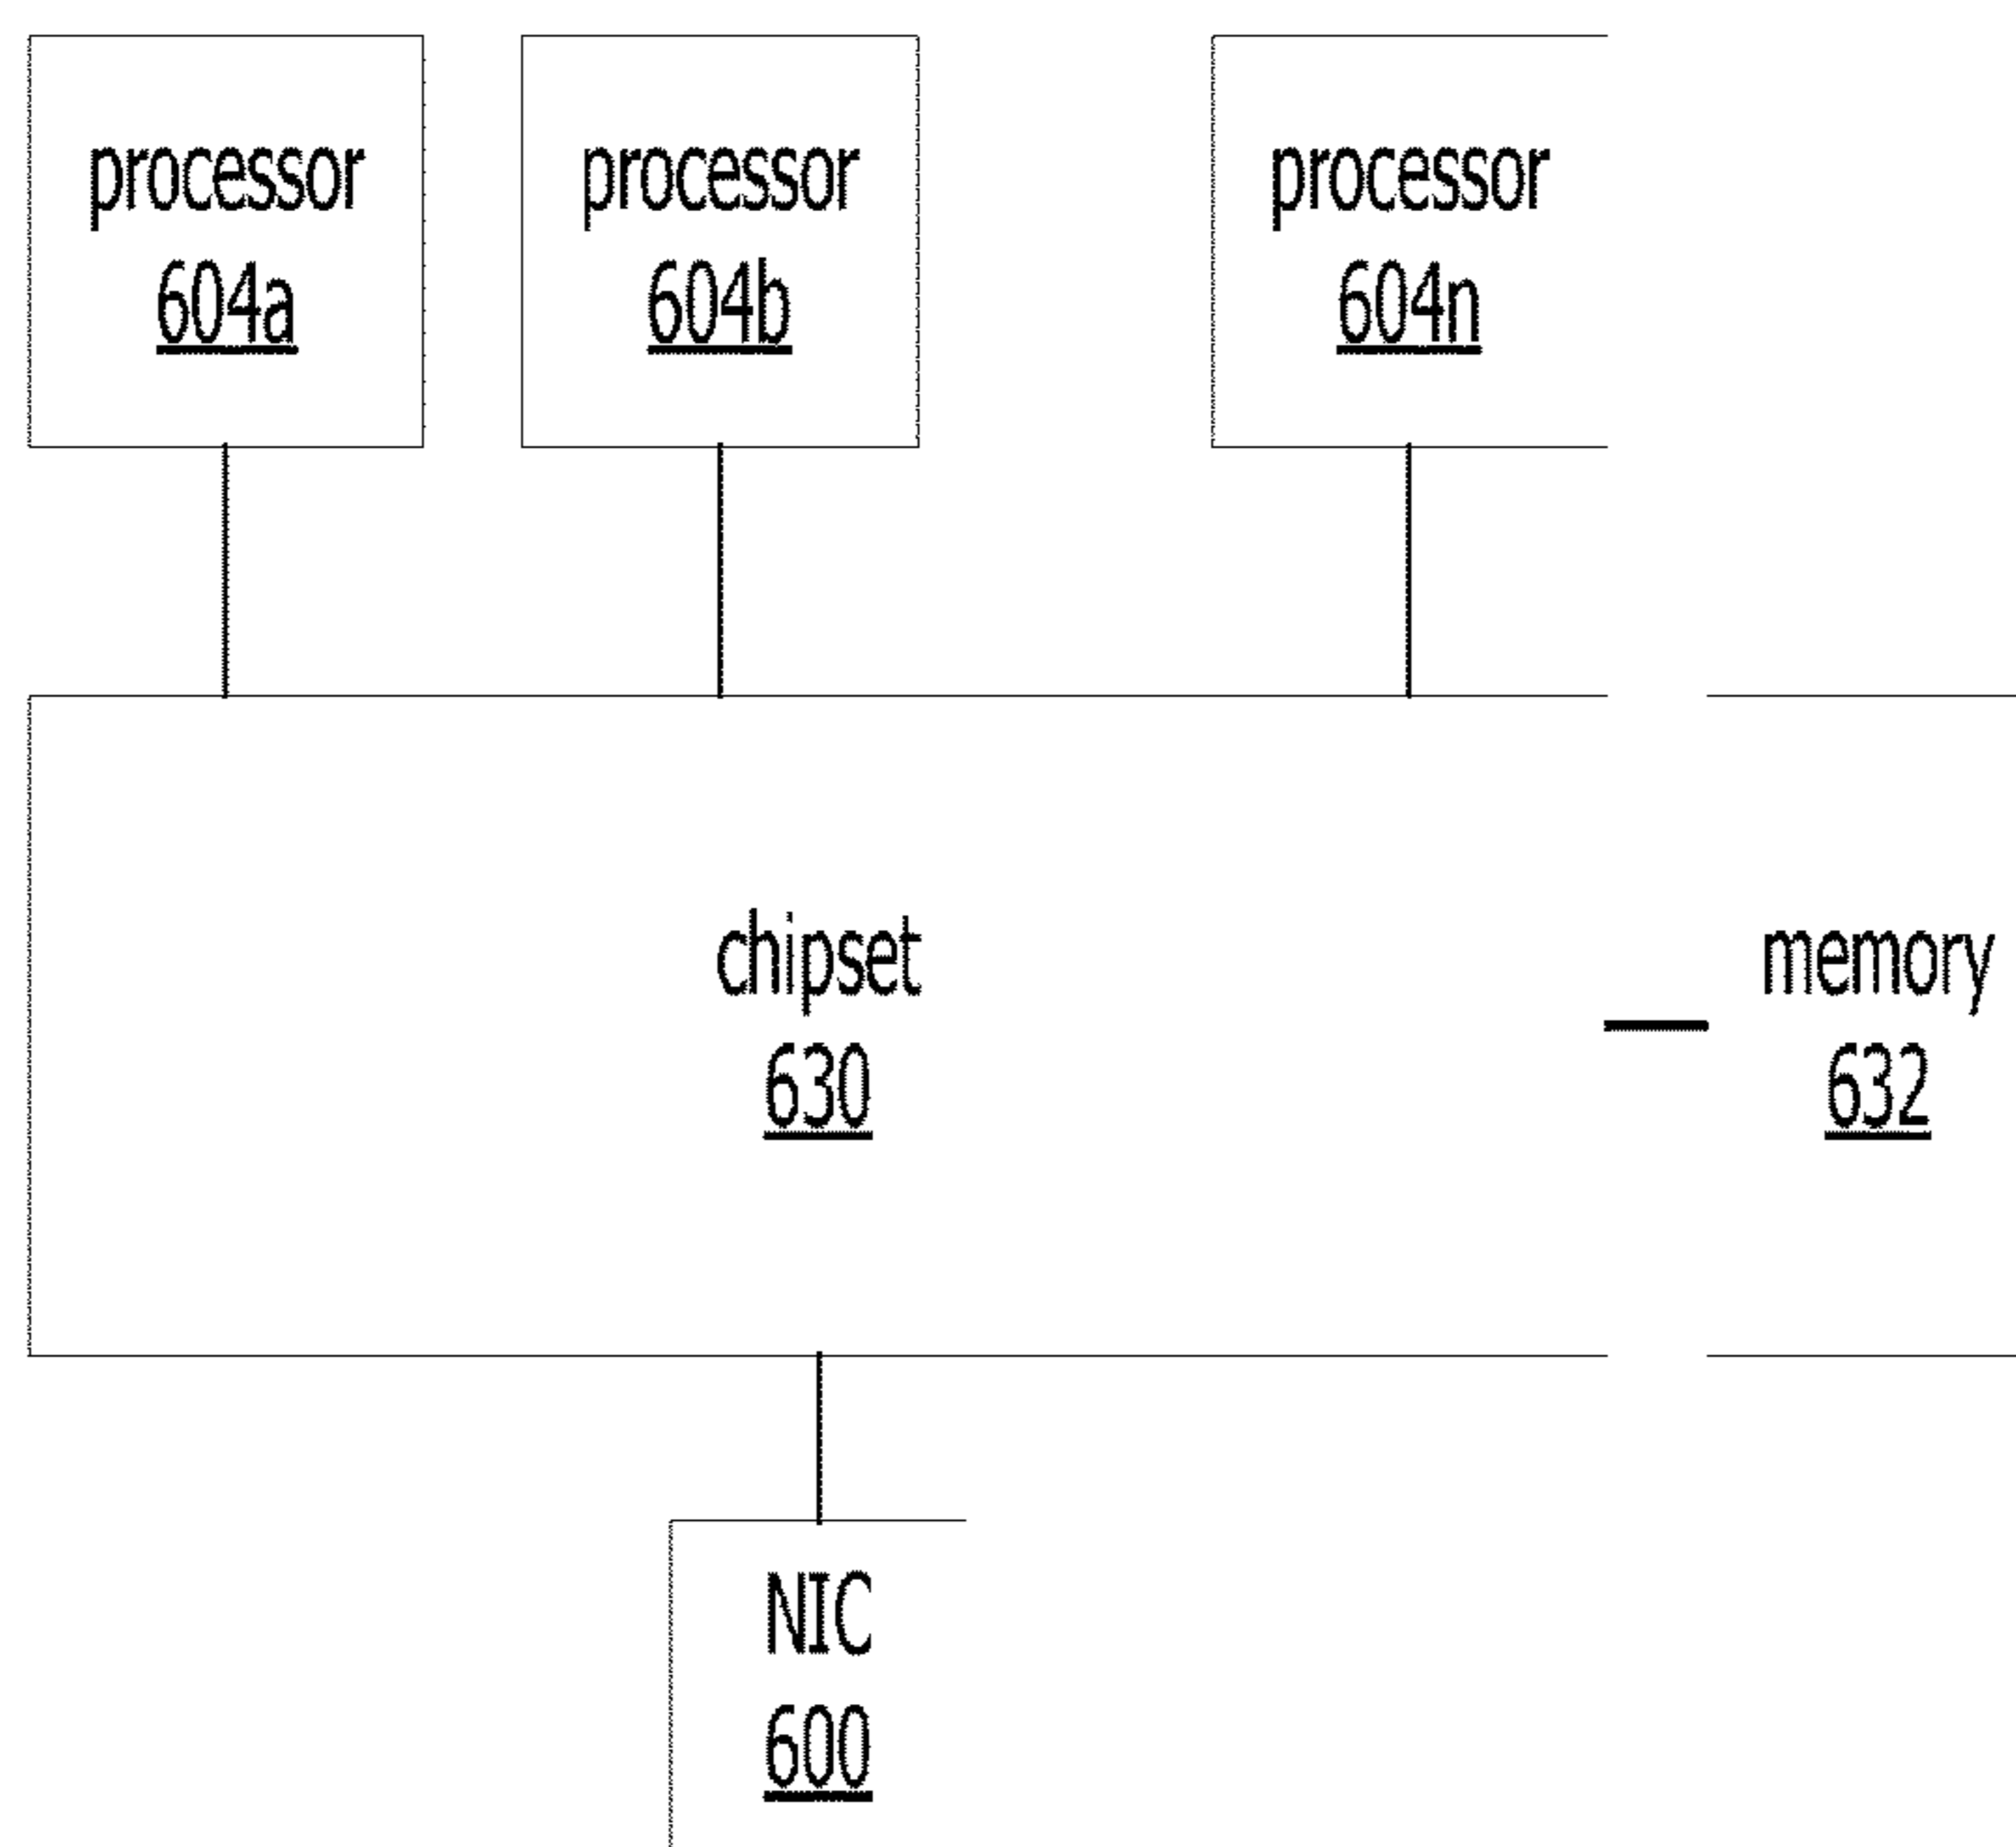 processor
604a
processor
604b
processor
604n
chipset
630
memory
632
NIC
600